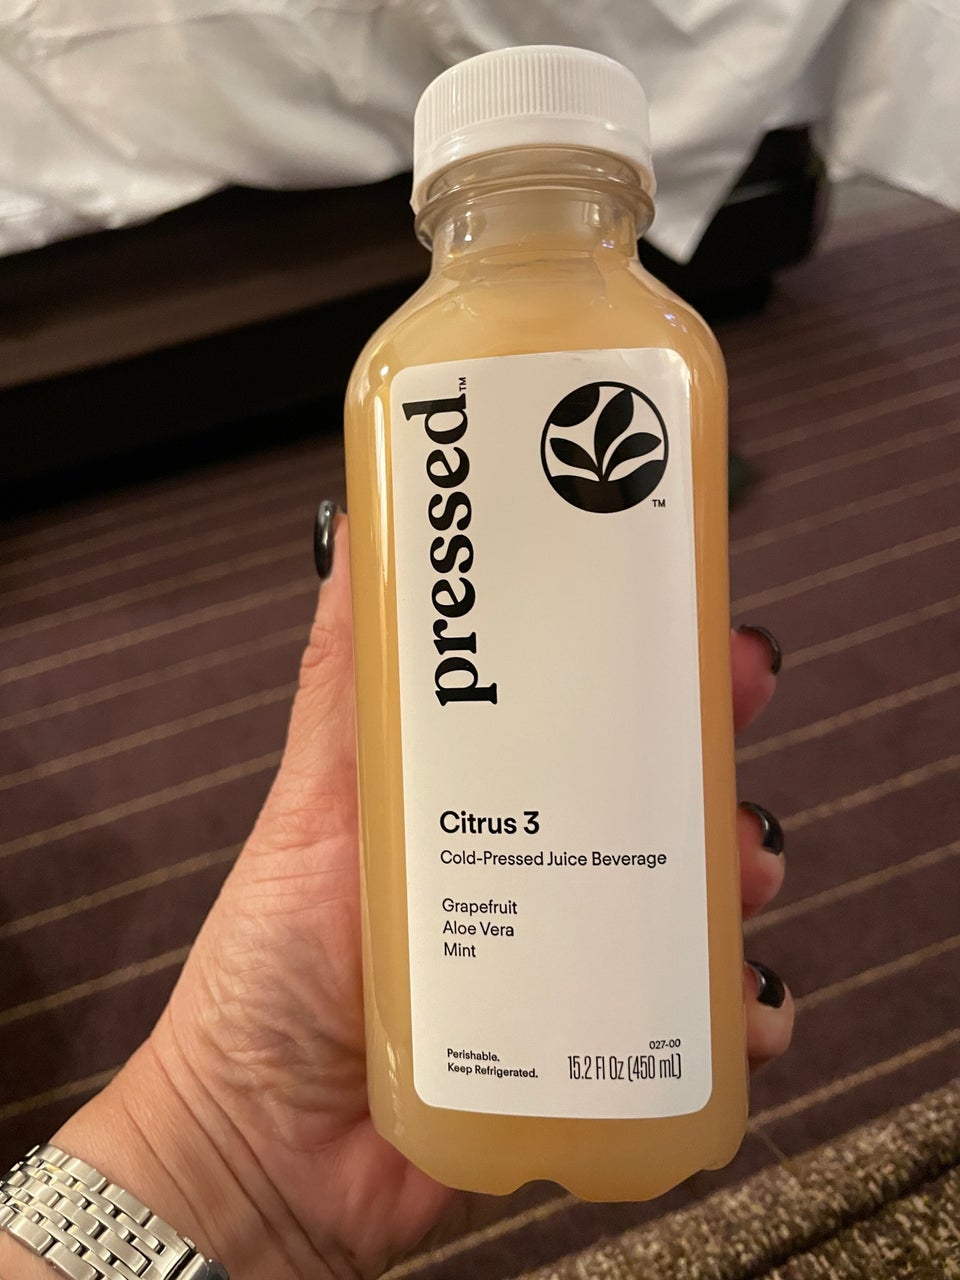 pressed™
TM
Citrus 3
Cold-Pressed Juice Beverage
Grapefruit
Aloe Vera
Mint
027-00
Perishable.
Keep Refrigerated.
15.2 Fl Oz (450 mL)